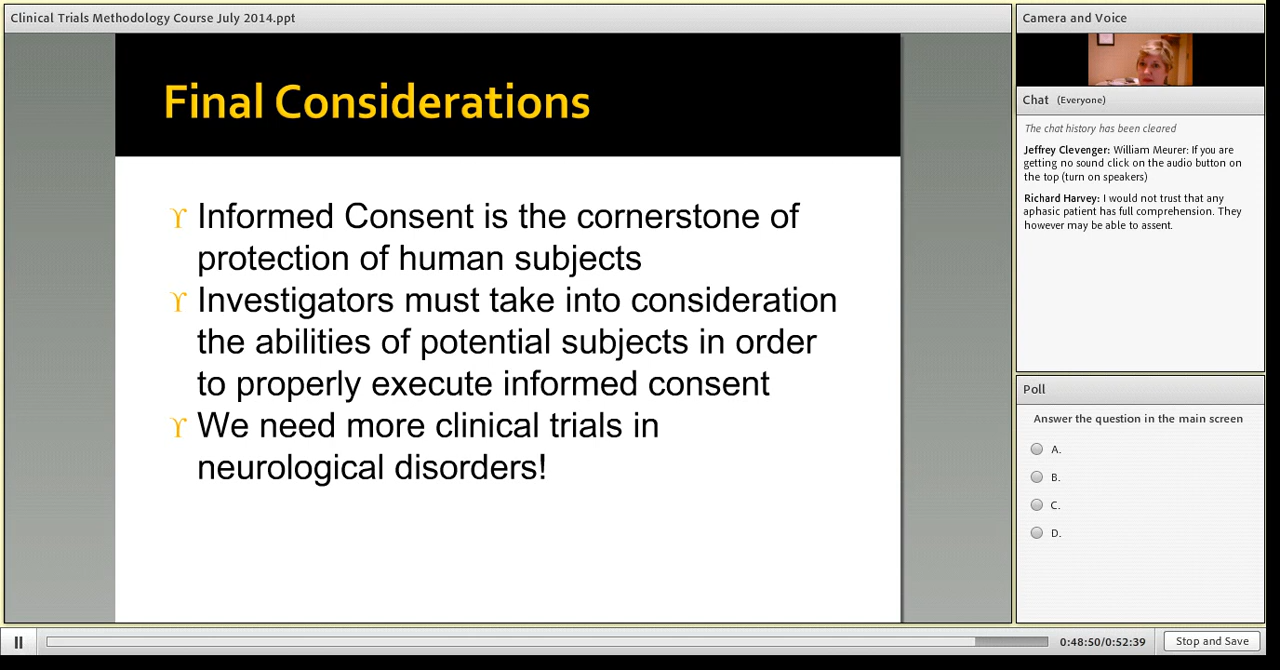 Clinical Trials Methodology Course July 2014.ppt
Final Considerations
ϒ Informed Consent is the cornerstone of
protection of human subjects
ϒ Investigators must take into consideration
the abilities of potential subjects in order
to properly execute informed consent
ϒ We need more clinical trials in
neurological disorders!
Camera and Voice
Chat (Everyone)
The chat history has been cleared
Jeffrey Clevenger: William Meurer: If you are
getting no sound click on the audio button on
the top (turn on speakers)
Richard Harvey: I would not trust that any
aphasic patient has full comprehension. They
however may be able to assent.
Poll
Answer the question in the main screen
A.
B.
C.
D.
0:48:50/0:52:39
Stop and Save